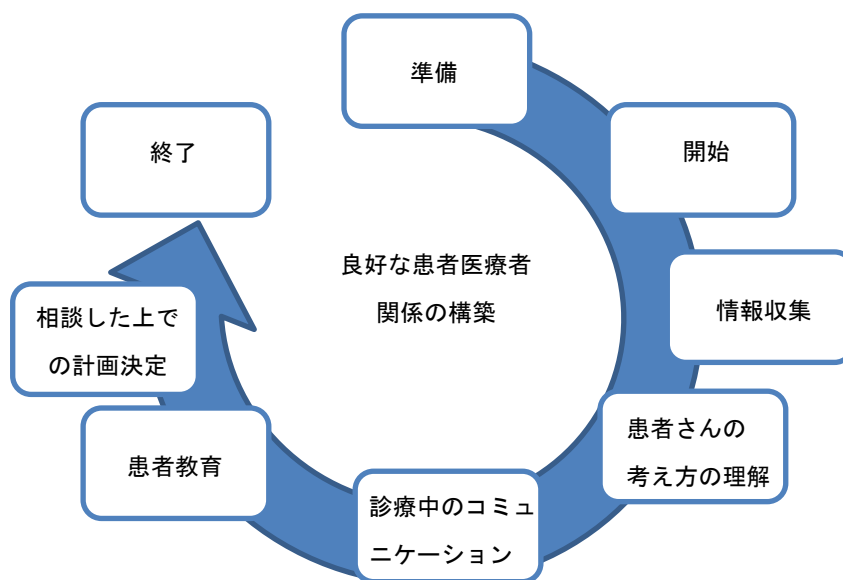 準備
開始
情報収集
患者さんの
考え方の理解
診療中のコミュ
ニケーション
患者教育
相談した上で
の計画決定
終了
良好な患者医療者
関係の構築